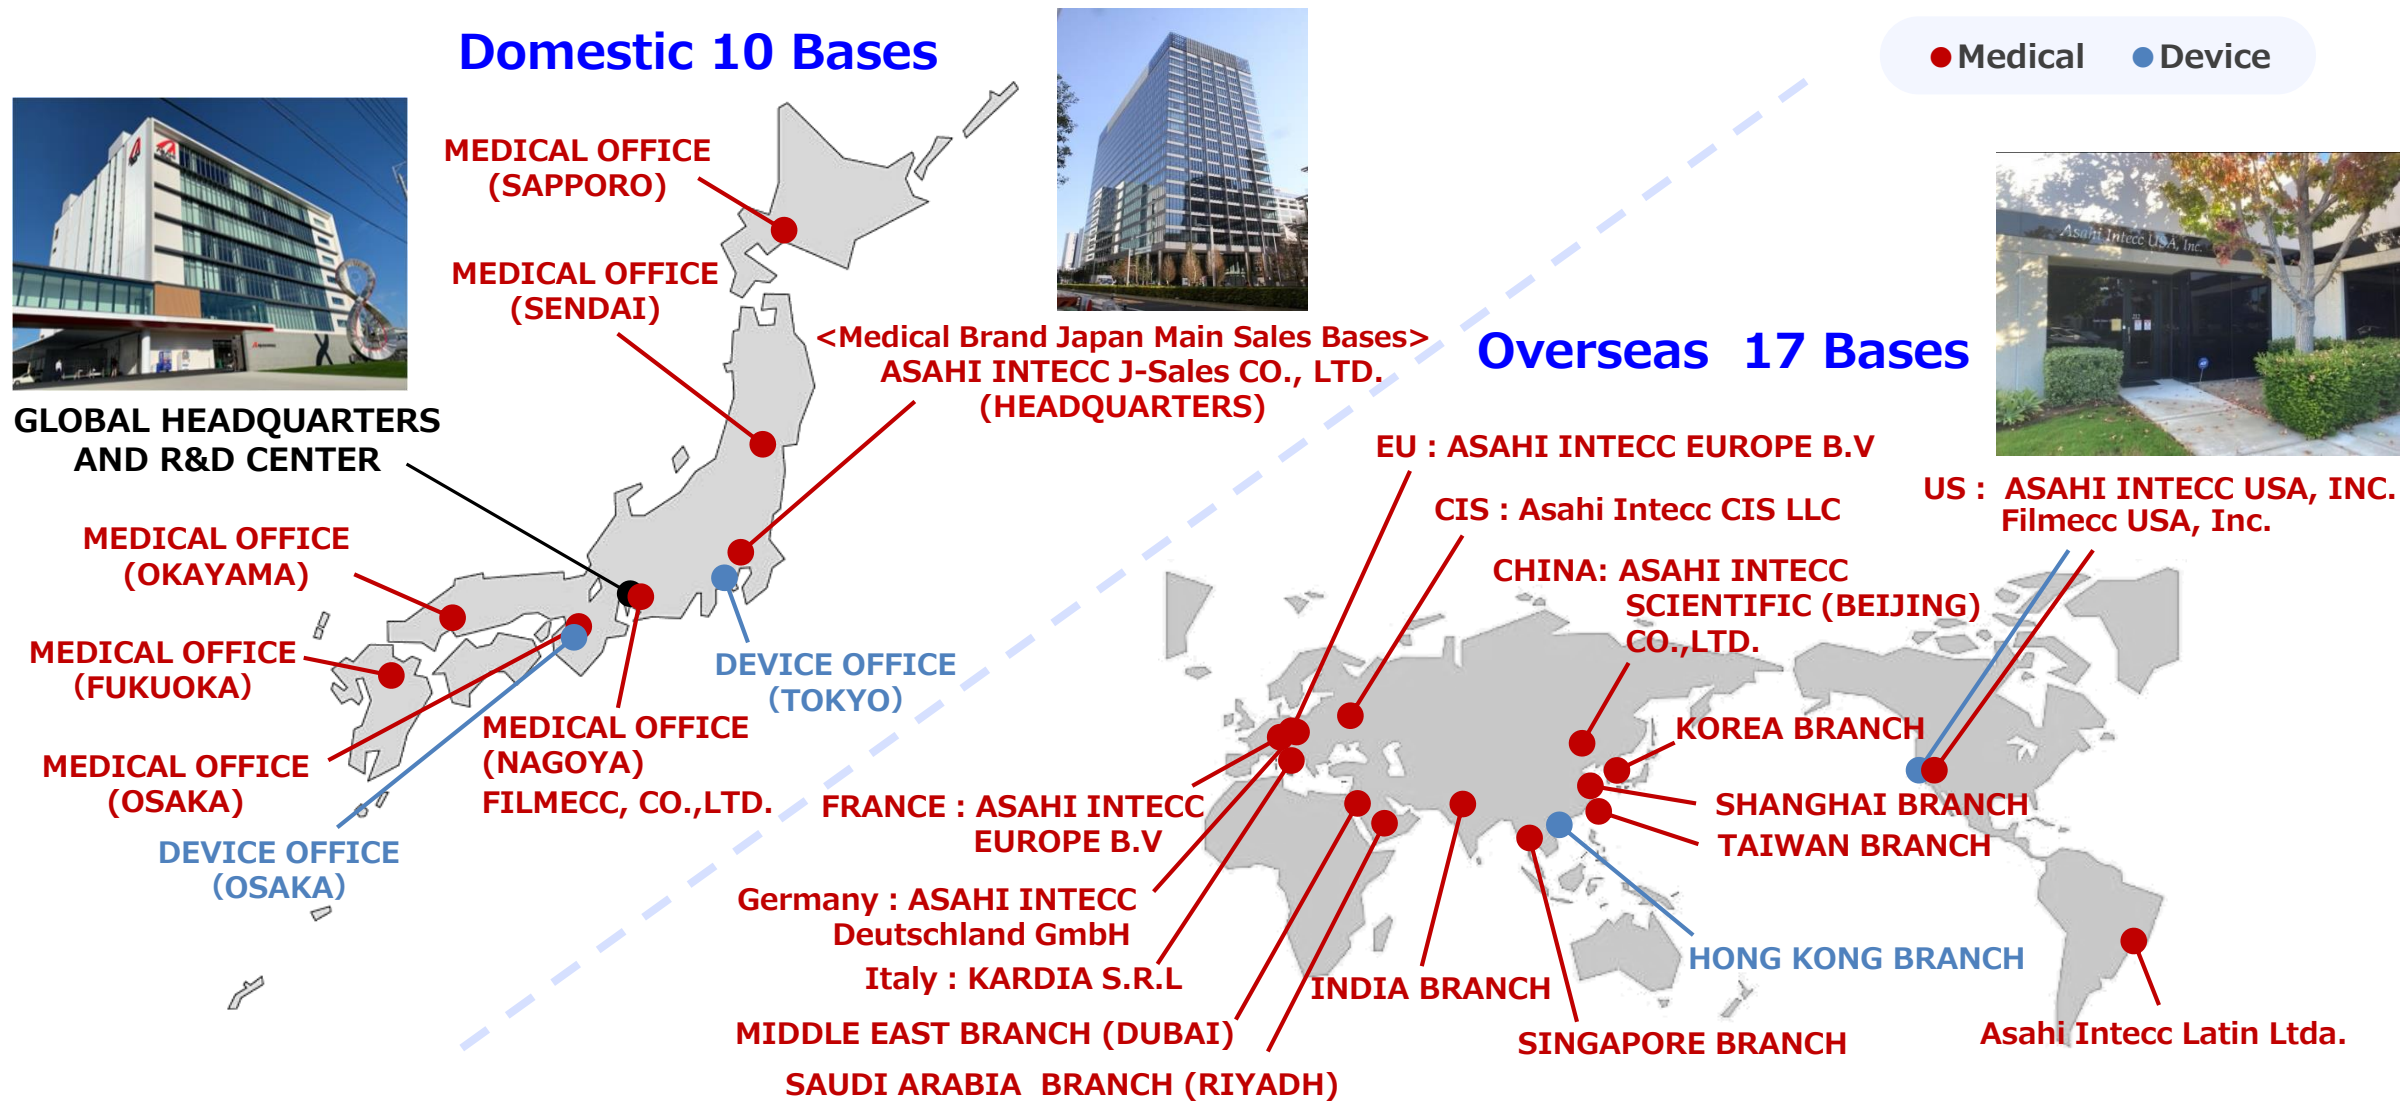 Domestic 10 Bases
Medical
Device
MEDICAL OFFICE
(SAPPORO)
MEDICAL OFFICE
(SENDAI)
<Medical Brand Japan Main Sales Bases>
ASAHI INTECC J-Sales CO., LTD.
(HEADQUARTERS)
GLOBAL HEADQUARTERS
AND R&D CENTER
MEDICAL OFFICE
(OKAYAMA)
MEDICAL OFFICE
(FUKUOKA)
MEDICAL OFFICE
(OSAKA)
DEVICE OFFICE
(OSAKA)
MEDICAL OFFICE
(NAGOYA)
FILMECC, CO.,LTD.
DEVICE OFFICE
(TOKYO)
Overseas 17 Bases
Asahi Intecc USA, Inc.
EU : ASAHI INTECC EUROPE B.V
CIS : Asahi Intecc CIS LLC
CHINA: ASAHI INTECC
SCIENTIFIC (BEIJING)
CO.,LTD.
US : ASAHI INTECC USA, INC.
Filmecc USA, Inc.
KOREA BRANCH
SHANGHAI BRANCH
TAIWAN BRANCH
FRANCE : ASAHI INTECC
EUROPE B.V
Germany : ASAHI INTECC
Deutschland GmbH
Italy : KARDIA S.R.L
MIDDLE EAST BRANCH (DUBAI)
SAUDI ARABIA BRANCH (RIYADH)
INDIA BRANCH
SINGAPORE BRANCH
HONG KONG BRANCH
Asahi Intecc Latin Ltda.